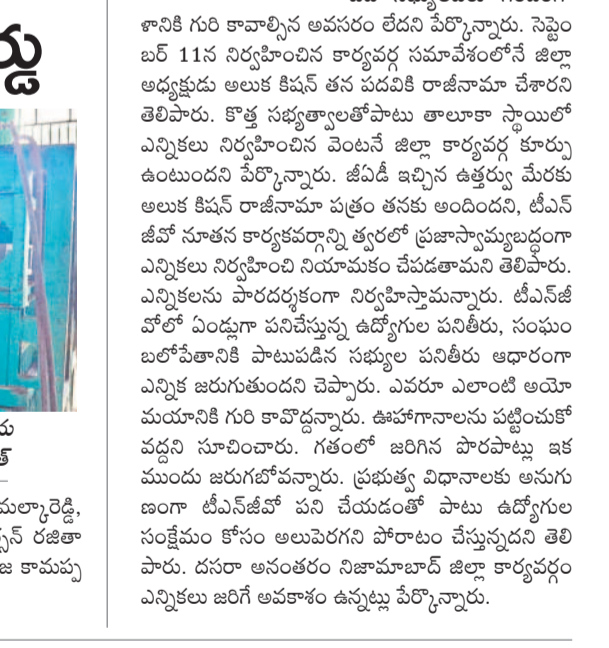 ర్డు
దు
త్
మల్కారెడ్డి,
ర్సన్ రజితా
జ కామప్ప
ళానికి గురి కావాల్సిన అవసరం లేదని పేర్కొన్నారు. సెప్టెం
బర్ 11న నిర్వహించిన కార్యవర్గ సమావేశంలోనే జిల్లా
అధ్యక్షుడు అలుక కిషన్ తన పదవికి రాజీనామా చేశారని
తెలిపారు. కొత్త సభ్యత్వాలతోపాటు తాలూకా స్థాయిలో
ఎన్నికలు నిర్వహించిన వెంటనే జిల్లా కార్యవర్గ కూర్పు
ఉంటుందని పేర్కొన్నారు. జీఏడీ ఇచ్చిన ఉత్తర్వు మేరకు
అలుక కిషన్ రాజీనామా పత్రం తనకు అందిందని, టీఎన్
జీవో నూతన కార్యకవర్గాన్ని త్వరలో ప్రజాస్వామ్యబద్ధంగా
ఎన్నికలు నిర్వహించి నియామకం చేపడతామని తెలిపారు.
ఎన్నికలను పారదర్శకంగా నిర్వహిస్తామన్నారు. టీఎన్‌జీ
వోలో ఏండ్లుగా పనిచేస్తున్న ఉద్యోగుల పనితీరు, సంఘం
బలోపేతానికి పాటుపడిన సభ్యుల పనితీరు ఆధారంగా
ఎన్నిక జరుగుతుందని చెప్పారు. ఎవరూ ఎలాంటి అయో
మయానికి గురి కావొద్దన్నారు. ఊహాగానాలను పట్టించుకో
వద్దని సూచించారు. గతంలో జరిగిన పొరపాట్లు ఇక
ముందు జరుగబోవన్నారు. ప్రభుత్వ విధానాలకు అనుగు
ణంగా టీఎన్‌జీవో పని చేయడంతో పాటు ఉద్యోగుల
సంక్షేమం కోసం అలుపెరగని పోరాటం చేస్తున్నదని తెలి
పారు. దసరా అనంతరం నిజామాబాద్ జిల్లా కార్యవర్గం
ఎన్నికలు జరిగే అవకాశం ఉన్నట్లు పేర్కొన్నారు.